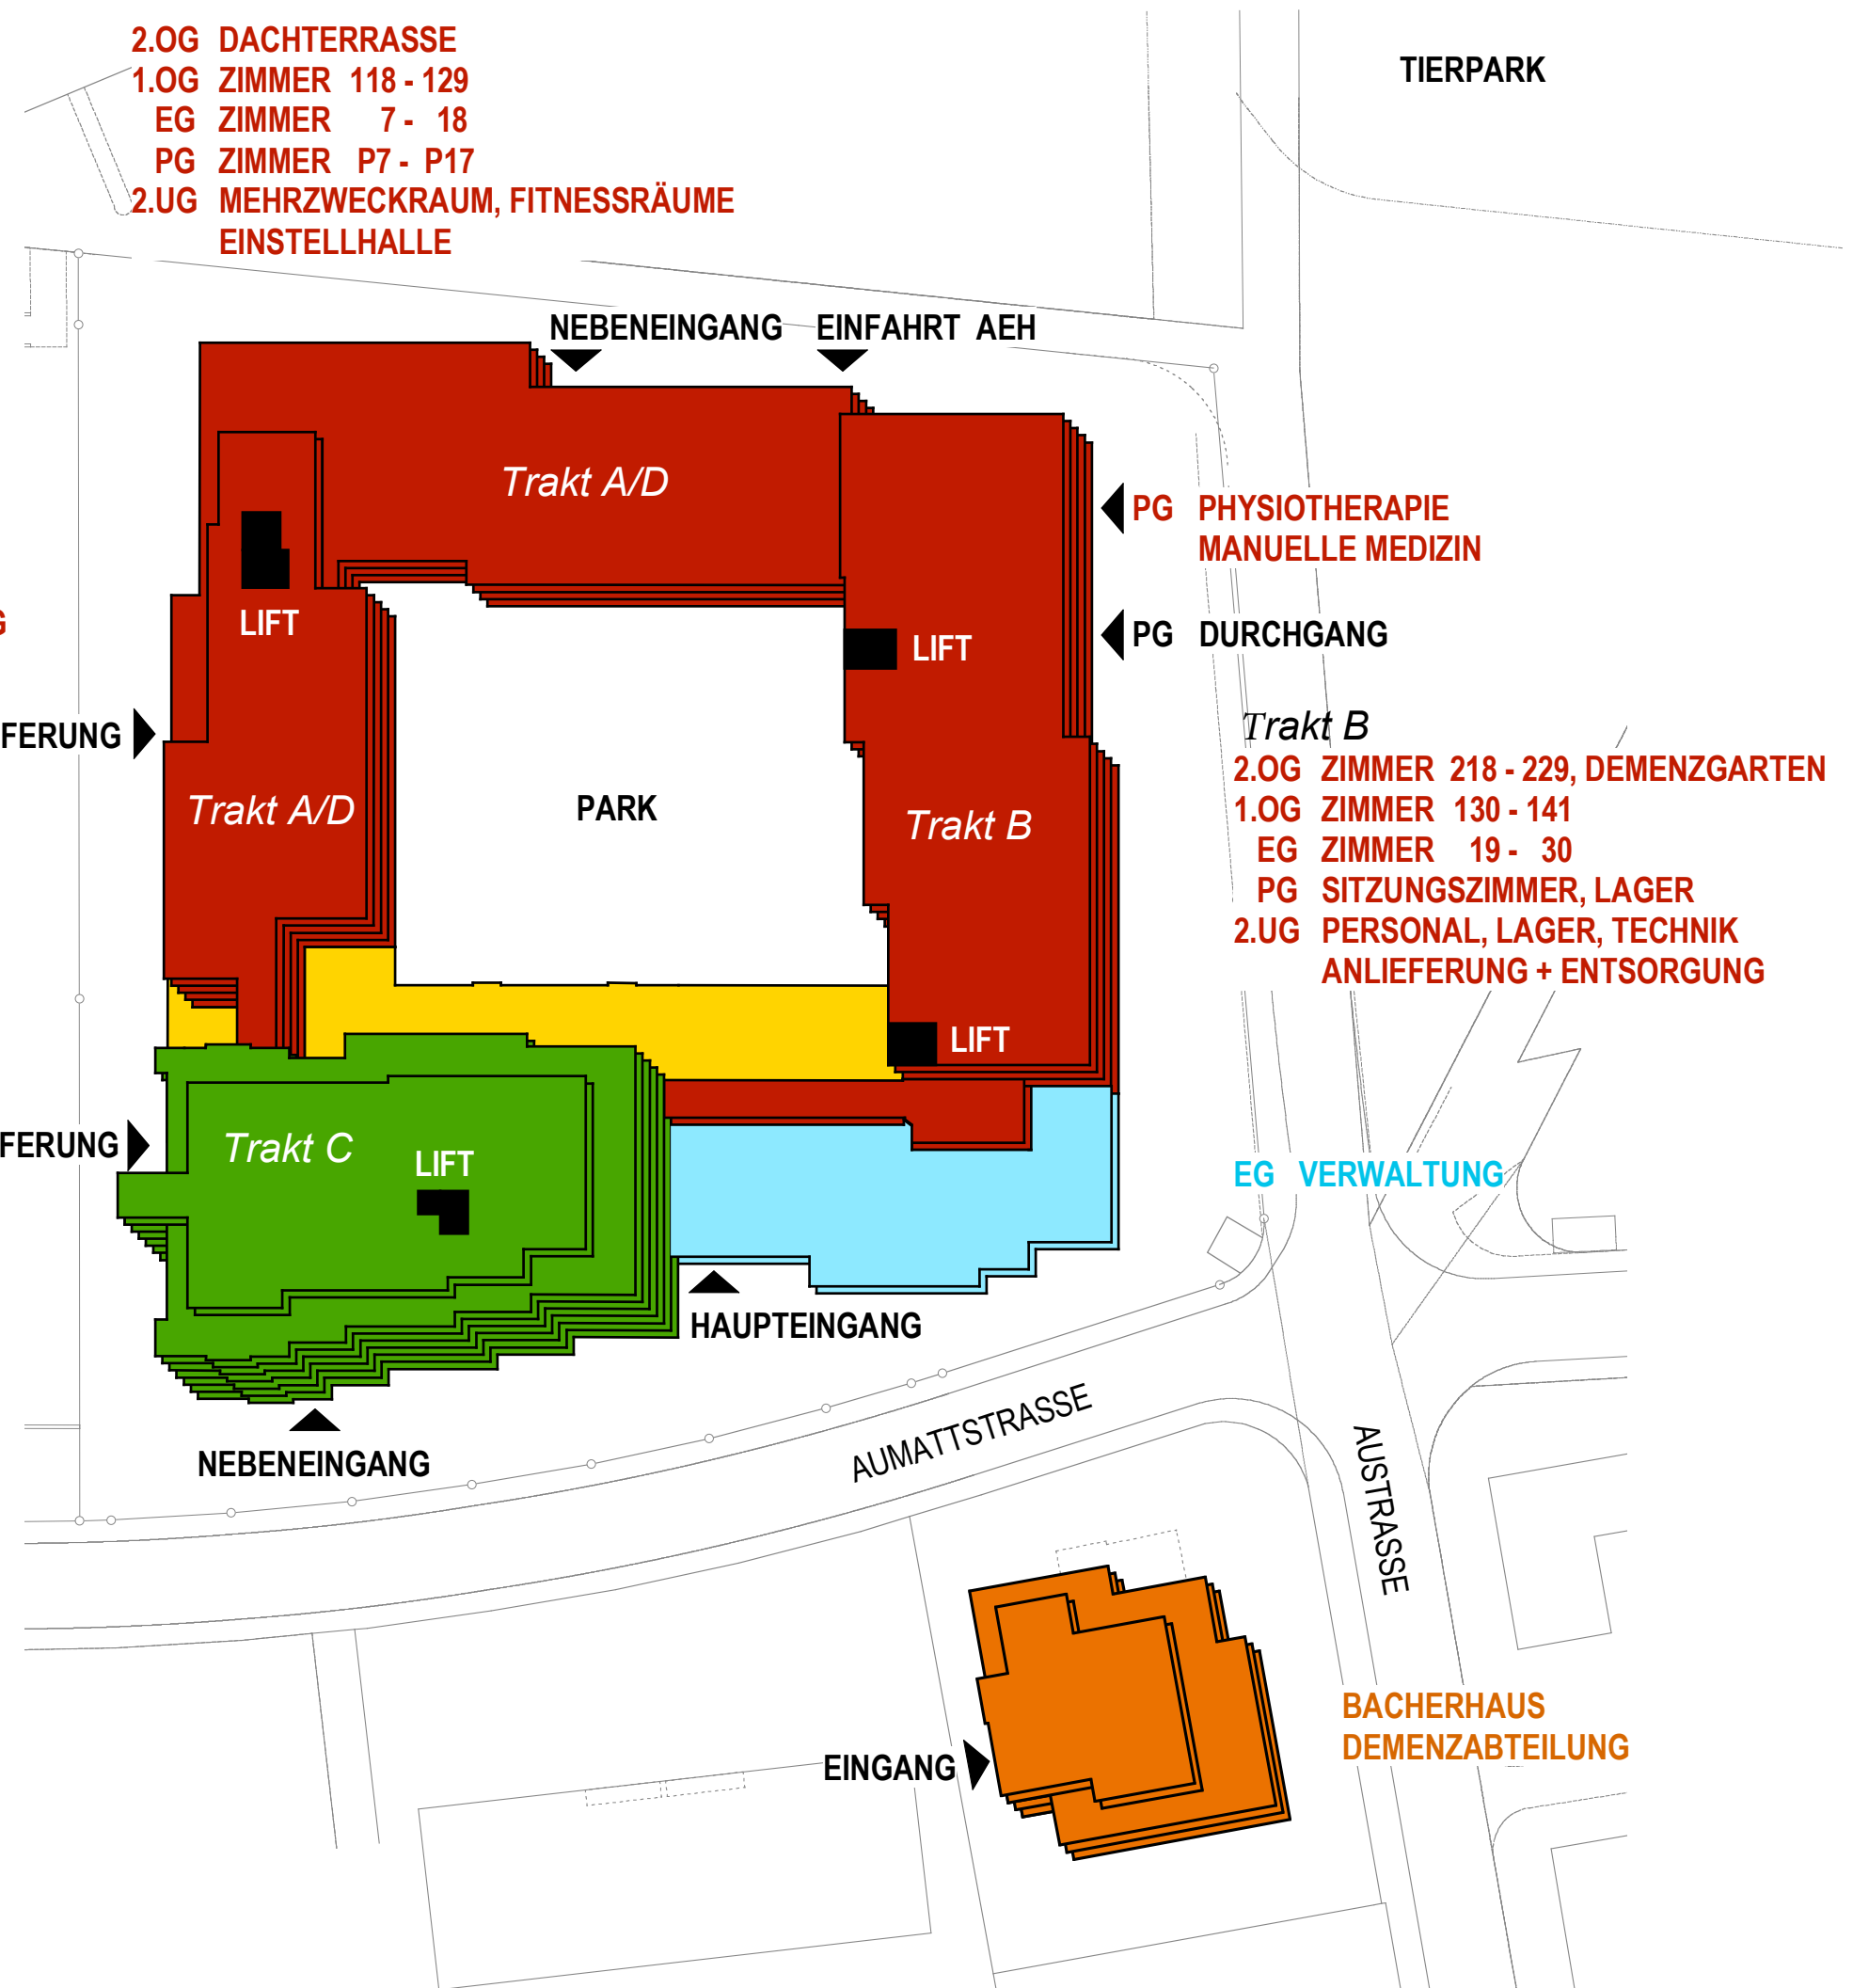 2.OG DACHTERRASSE
1.OG ZIMMER 118 - 129
EG ZIMMER 7 - 18
PG ZIMMER P7 - P17
2.UG MEHRZWECKRAUM, FITNESSRÄUME
EINSTELLHALLE
TIERPARK
NEBENEINGANG
EINFAHRT AEH
Trakt A/D
PG PHYSIOTHERAPIE
MANUELLE MEDIZIN
LIFT
G
LIFT
PG DURCHGANG
FERUNG
Trakt A/D
PARK
Trakt B
Trakt B
2.OG ZIMMER 218 - 229, DEMENZGARTEN
1.OG ZIMMER 130 - 141
EG ZIMMER 19 - 30
PG SITZUNGSZIMMER, LAGER
2.UG PERSONAL, LAGER, TECHNIK
ANLIEFERUNG + ENTSORGUNG
LIFT
FERUNG
Trakt C
LIFT
EG VERWALTUNG
HAUPTEINGANG
NEBENEINGANG
AUMATTSTRASSE
AUSTRASSE
BACHERHAUS
DEMENZABTEILUNG
EINGANG